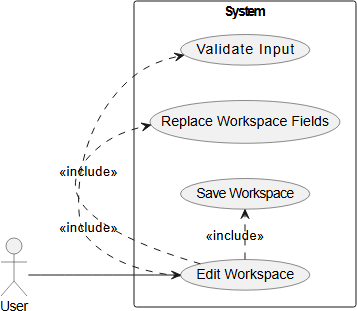 System
Validate Input
Replace Workspace Fields
«include»
Save Workspace
«include»
«include»
Edit Workspace
User